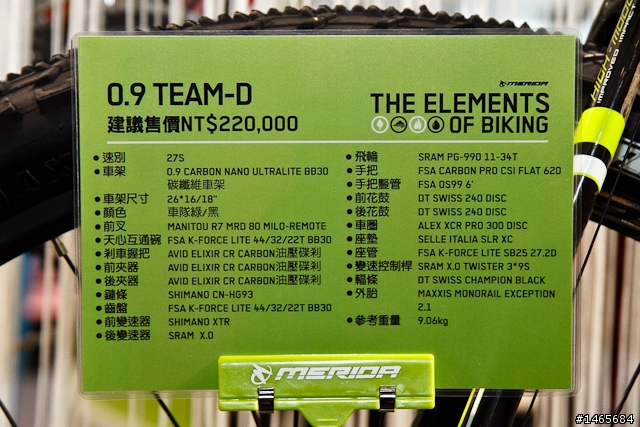 0.9 TEAM-D
建議售價NT$220,000
MERIDA
THE ELEMENTS
OF BIKING
速別 27S
車架 0.9 CARBON NANO ULTRALITE BB30
碳纖維車架
車架尺寸 26*16/18"
顏色 車隊綠/黑
前叉 MANITOU R7 MRD 80 MILO-REMOTE
天心互通碗 FSA K-FORCE LITE 44/32/22T BB30
剎車握把 AVID ELIXIR CR CARBON油壓碟剎
前夾器 AVID ELIXIR CR CARBON油壓碟剎
後夾器 AVID ELIXIR CR CARBON油壓碟剎
鏈條 SHIMANO CN-HG93
齒盤 FSA K-FORCE LITE 44/32/22T BB30
前變速器 SHIMANO XTR
後變速器 SRAM X.0
飛輪 SRAM PG-990 11-34T
手把 FSA CARBON PRO CSI FLAT 620
手把豎管 FSA OS99 6'
前花鼓 DT SWISS 240 DISC
後花鼓 DT SWISS 240 DISC
車圈 ALEX XCR PRO 300 DISC
座墊 SELLE ITALIA SLR XC
座管 FSA K-FORCE LITE SB25 27.2D
變速控制桿 SRAM X.0 TWISTER 3*9S
輻條 DT SWISS CHAMPION BLACK
外胎 MAXXIS MONORAIL EXCEPTION
2.1
參考重量 9.06kg
MERIDA
HIGH-MODU
IMPROVED
#1465684